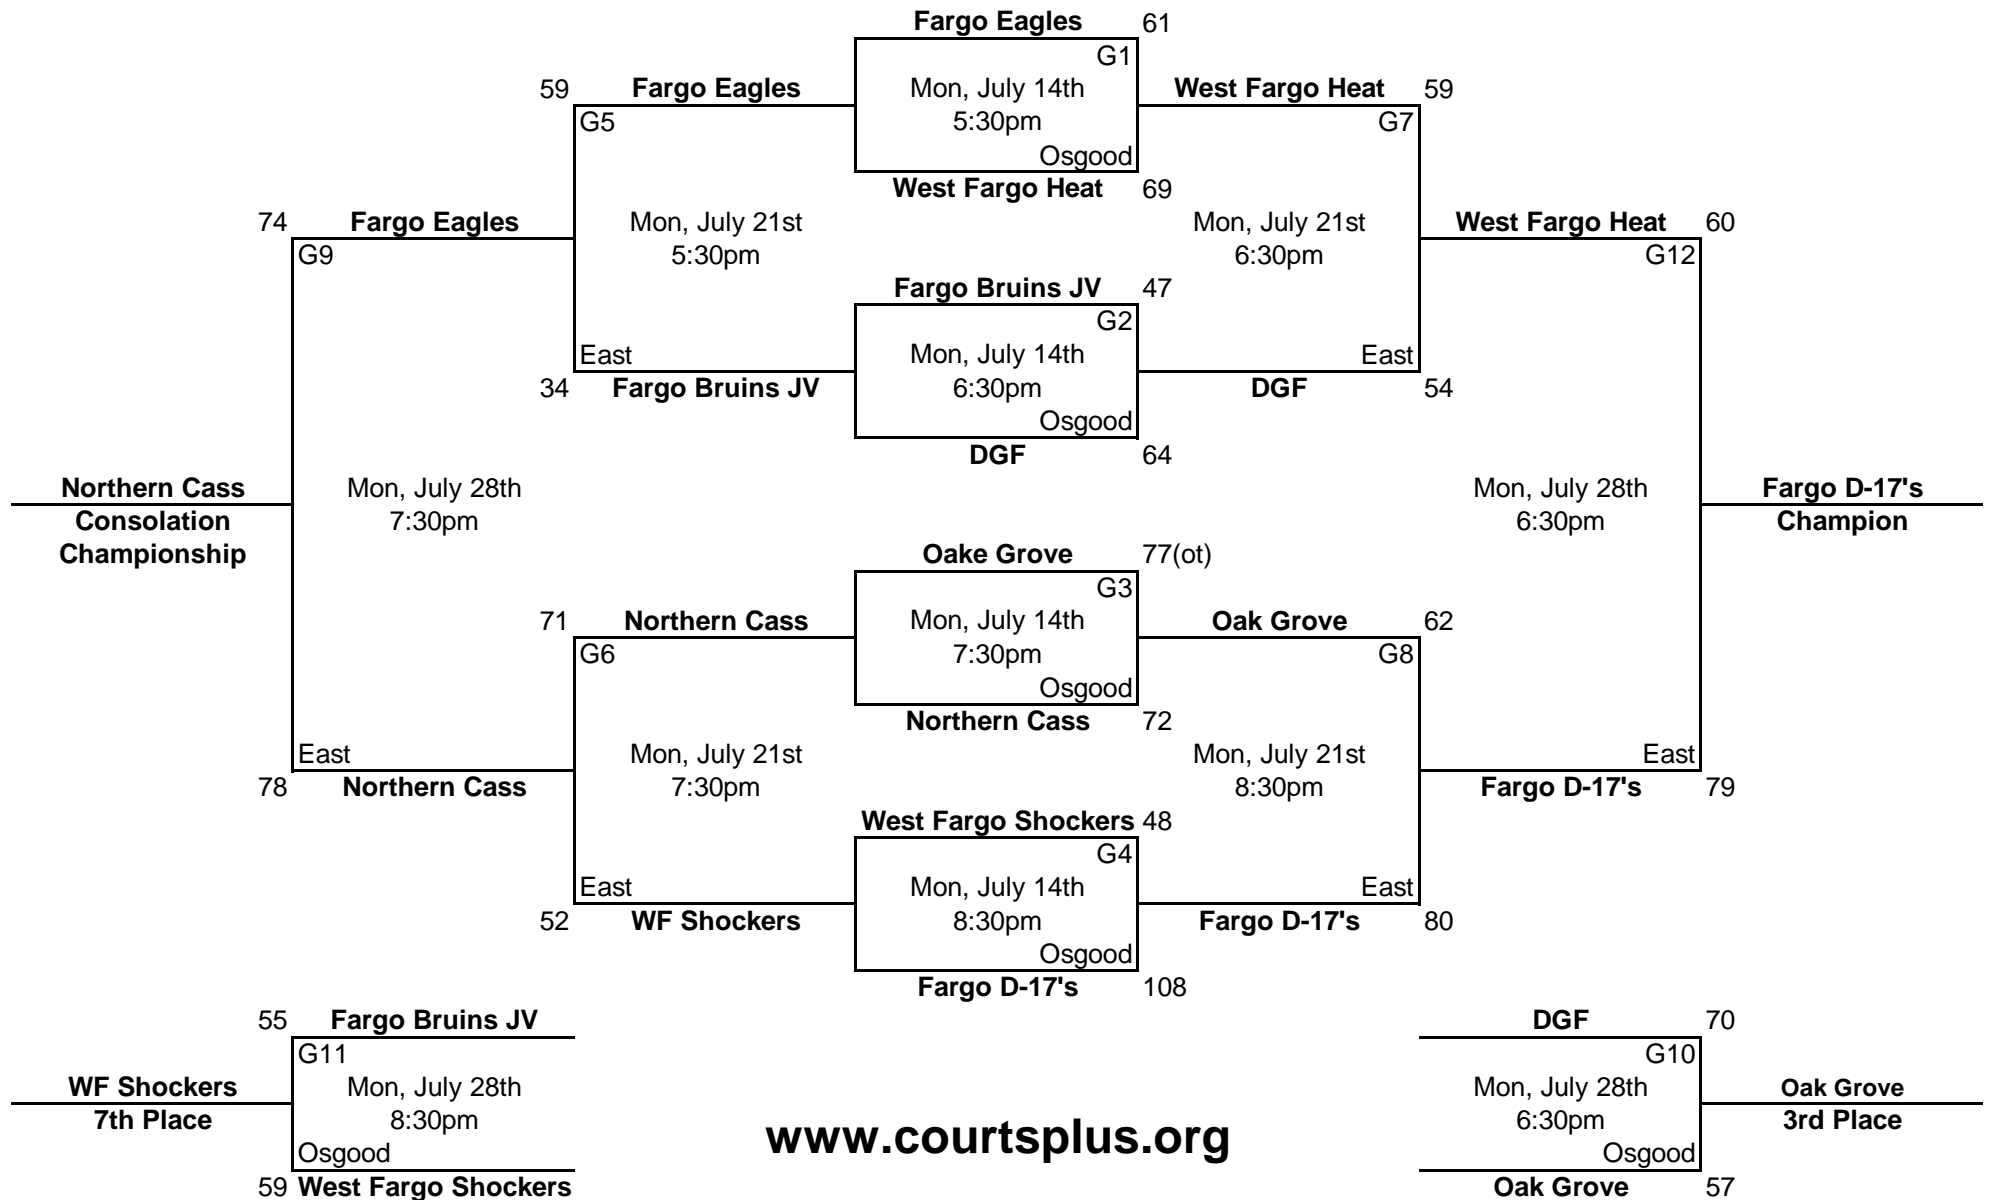 Fargo Eagles 61
G1
59 Fargo Eagles Mon, July 14th West Fargo Heat 59
G5 5:30pm G7
Osgood
West Fargo Heat 69
74 Fargo Eagles Mon, July 21st Mon, July 21st West Fargo Heat 60
G9 5:30pm 6:30pm G12
Fargo Bruins JV 47
G2
East Mon, July 14th East
34 Fargo Bruins JV 6:30pm DGF 54
Osgood
DGF 64
Northern Cass Mon, July 28th Mon, July 28th Fargo D-17's
Consolation 7:30pm 6:30pm Champion
Championship Oake Grove 77(ot)
G3
71 Northern Cass Mon, July 14th Oak Grove 62
G6 7:30pm G8
Osgood
Northern Cass 72
East Mon, July 21st Mon, July 21st East
78 Northern Cass 7:30pm 8:30pm Fargo D-17's 79
West Fargo Shockers 48
G4
East Mon, July 14th East
52 WF Shockers 8:30pm Fargo D-17's 80
Osgood
Fargo D-17's 108
55 Fargo Bruins JV DGF 70
G11 G10
WF Shockers Mon, July 28th Mon, July 28th Oak Grove
7th Place 8:30pm www.courtsplus.org 6:30pm 3rd Place
Osgood Osgood
59 West Fargo Shockers Oak Grove 57